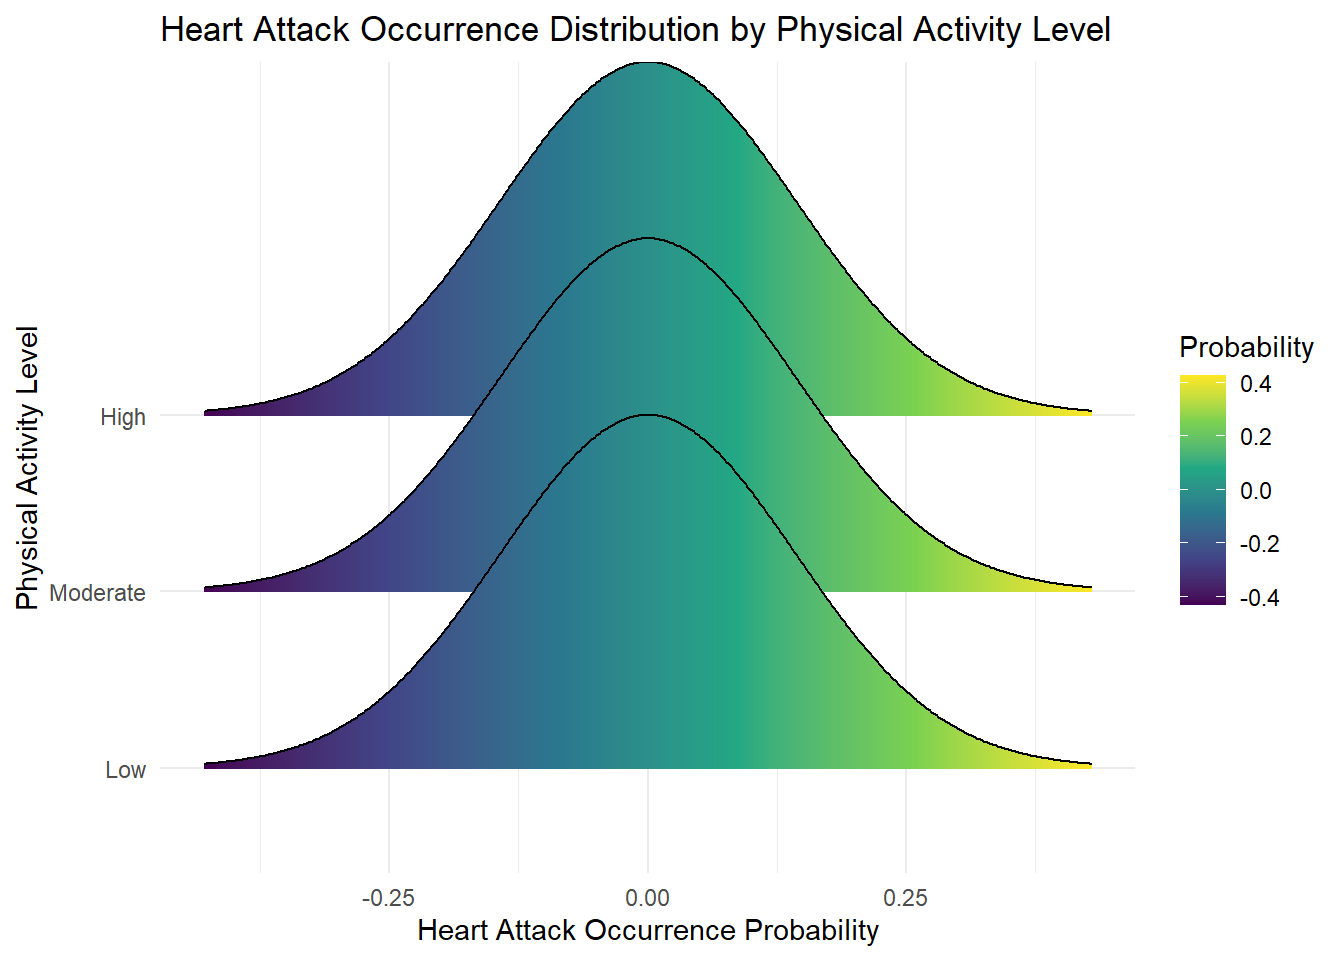 Heart Attack Occurrence Distribution by Physical Activity Level
Physical Activity Level
High
Moderate
Low
-0.25
0.00
0.25
Heart Attack Occurrence Probability
Probability
0.4
0.2
0.0
-0.2
-0.4